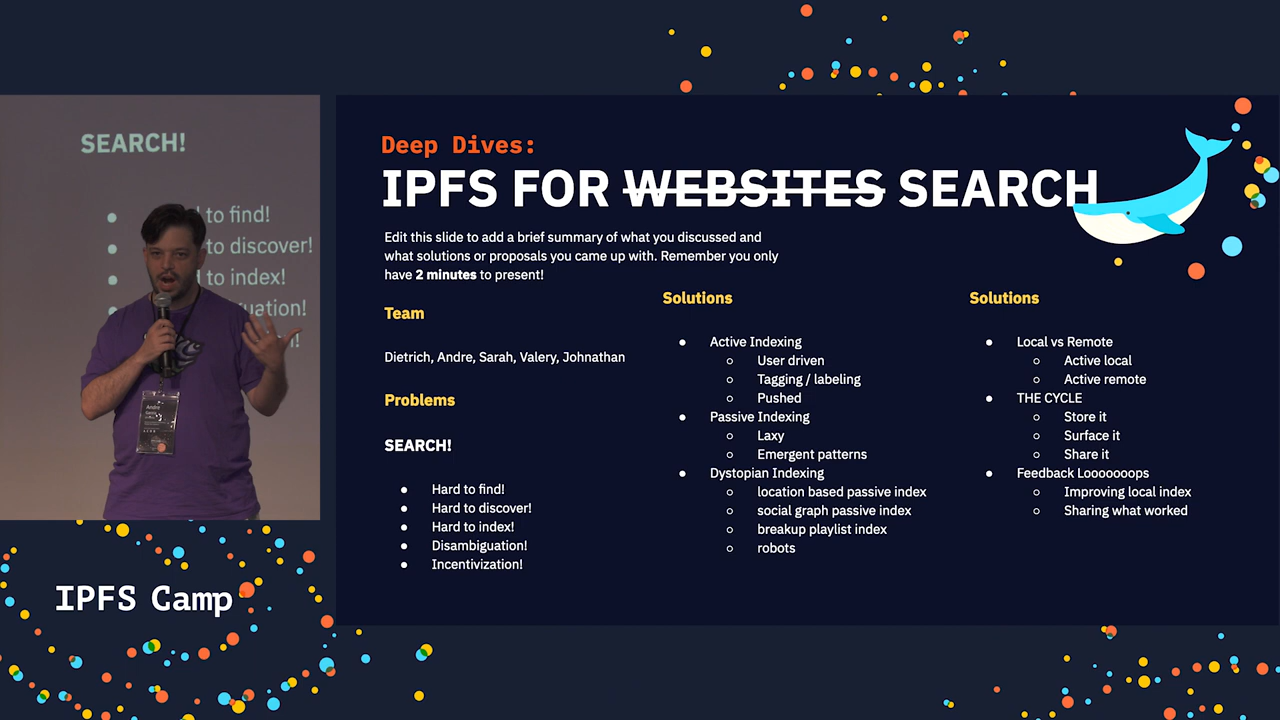 SEARCH!
to find!
to discover!
to index!
Andre
IPFS Camp
Deep Dives:
IPFS FOR WEBSITES SEARCH
Edit this slide to add a brief summary of what you discussed and
what solutions or proposals you came up with. Remember you only
have 2 minutes to present!
Team
Dietrich, Andre, Sarah, Valery, Johnathan
Problems
SEARCH!
● Hard to find!
● Hard to discover!
● Hard to index!
● Disambiguation!
● Incentivization!
Solutions
● Active Indexing
○ User driven
○ Tagging / labeling
○ Pushed
● Passive Indexing
○ Laxy
○ Emergent patterns
● Dystopian Indexing
○ location based passive index
○ social graph passive index
○ breakup playlist index
○ robots
Solutions
● Local vs Remote
○ Active local
○ Active remote
● THE CYCLE
○ Store it
○ Surface it
○ Share it
● Feedback Looooooops
○ Improving local index
○ Sharing what worked